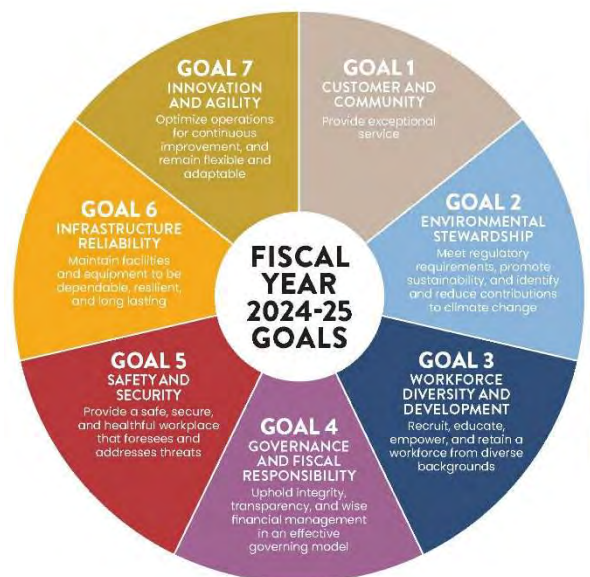 FISCAL
YEAR
2024-25
GOALS
GOAL 1
CUSTOMER AND
COMMUNITY
Provide exceptional
service
GOAL 2
ENVIRONMENTAL
STEWARDSHIP
Meet regulatory
requirements, promote
sustainability, and identify
and reduce contributions
to climate change
GOAL 3
WORKFORCE
DIVERSITY AND
DEVELOPMENT
Recruit, educate,
empower, and retain a
workforce from diverse
backgrounds
GOAL 4
GOVERNANCE
AND FISCAL
RESPONSIBILITY
Uphold integrity,
transparency, and wise
financial management
in an effective
governing model
GOAL 5
SAFETY AND
SECURITY
Provide a safe, secure,
and healthful workplace
that foresees and
addresses threats
GOAL 6
INFRASTRUCTURE
RELIABILITY
Maintain facilities
and equipment to be
dependable, resilient,
and long lasting
GOAL 7
INNOVATION
AND AGILITY
Optimize operations
for continuous
improvement, and
remain flexible and
adaptable